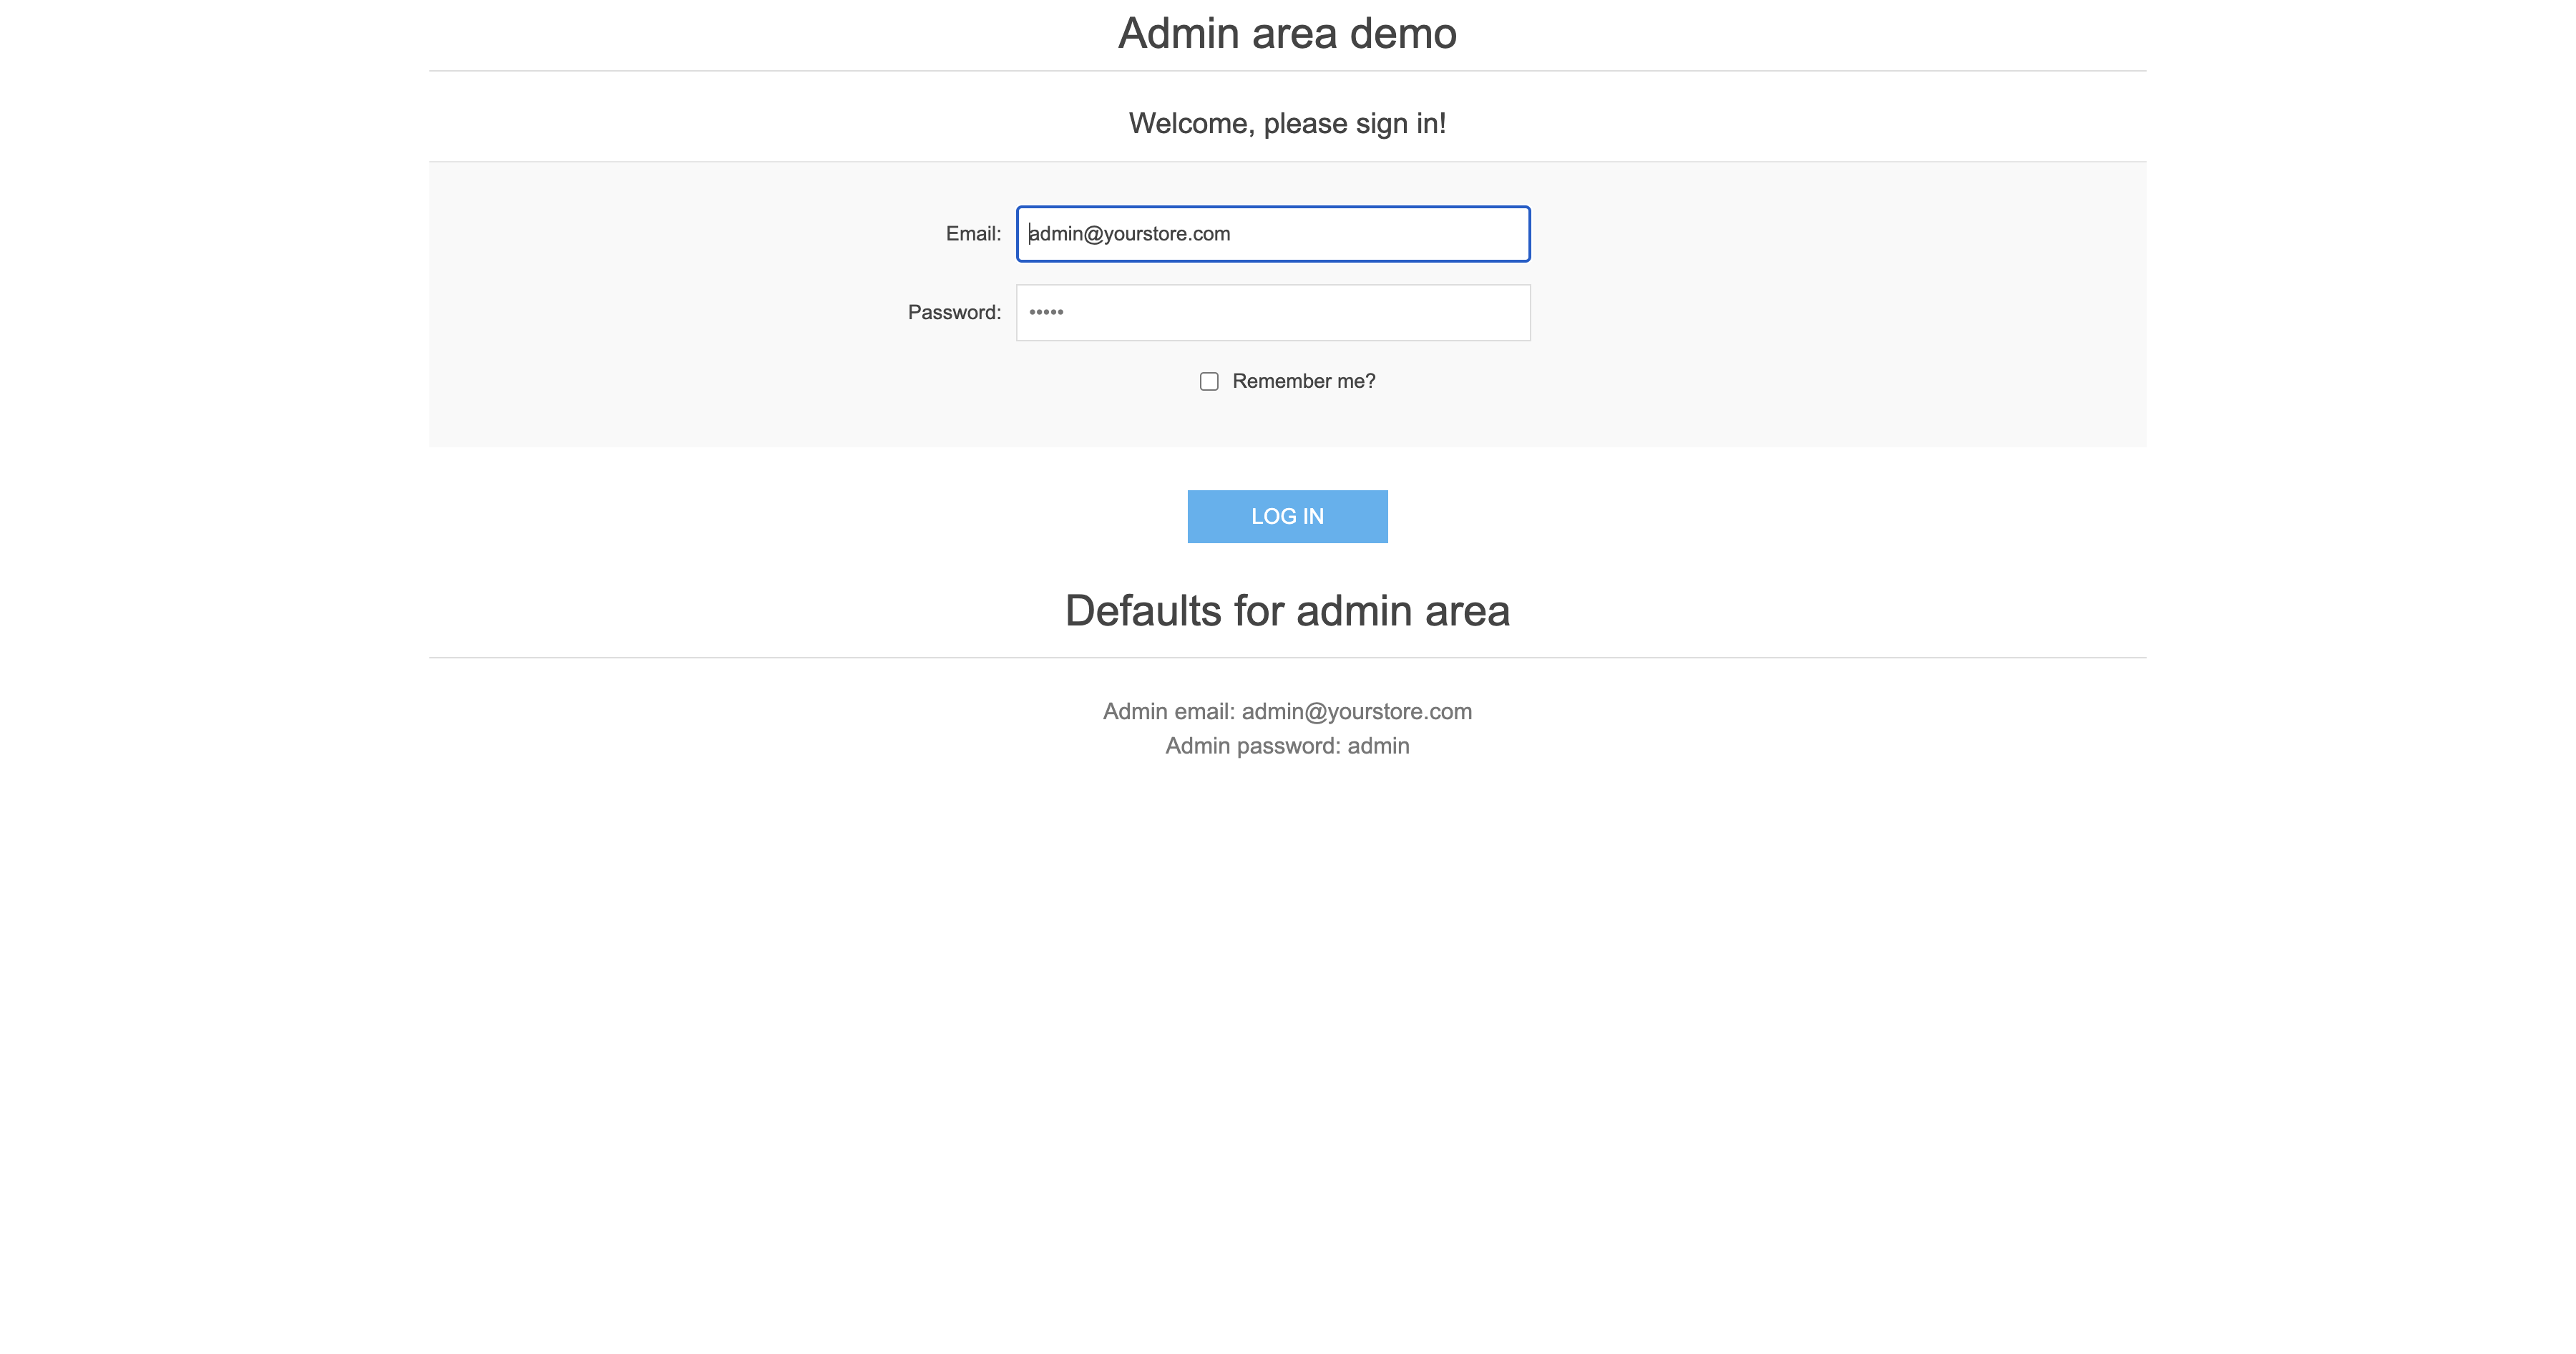 Admin area demo
Welcome, please sign in!
Email: admin@yourstore.com
Password: •••••
Remember me?
LOG IN
Defaults for admin area
Admin email: admin@yourstore.com
Admin password: admin